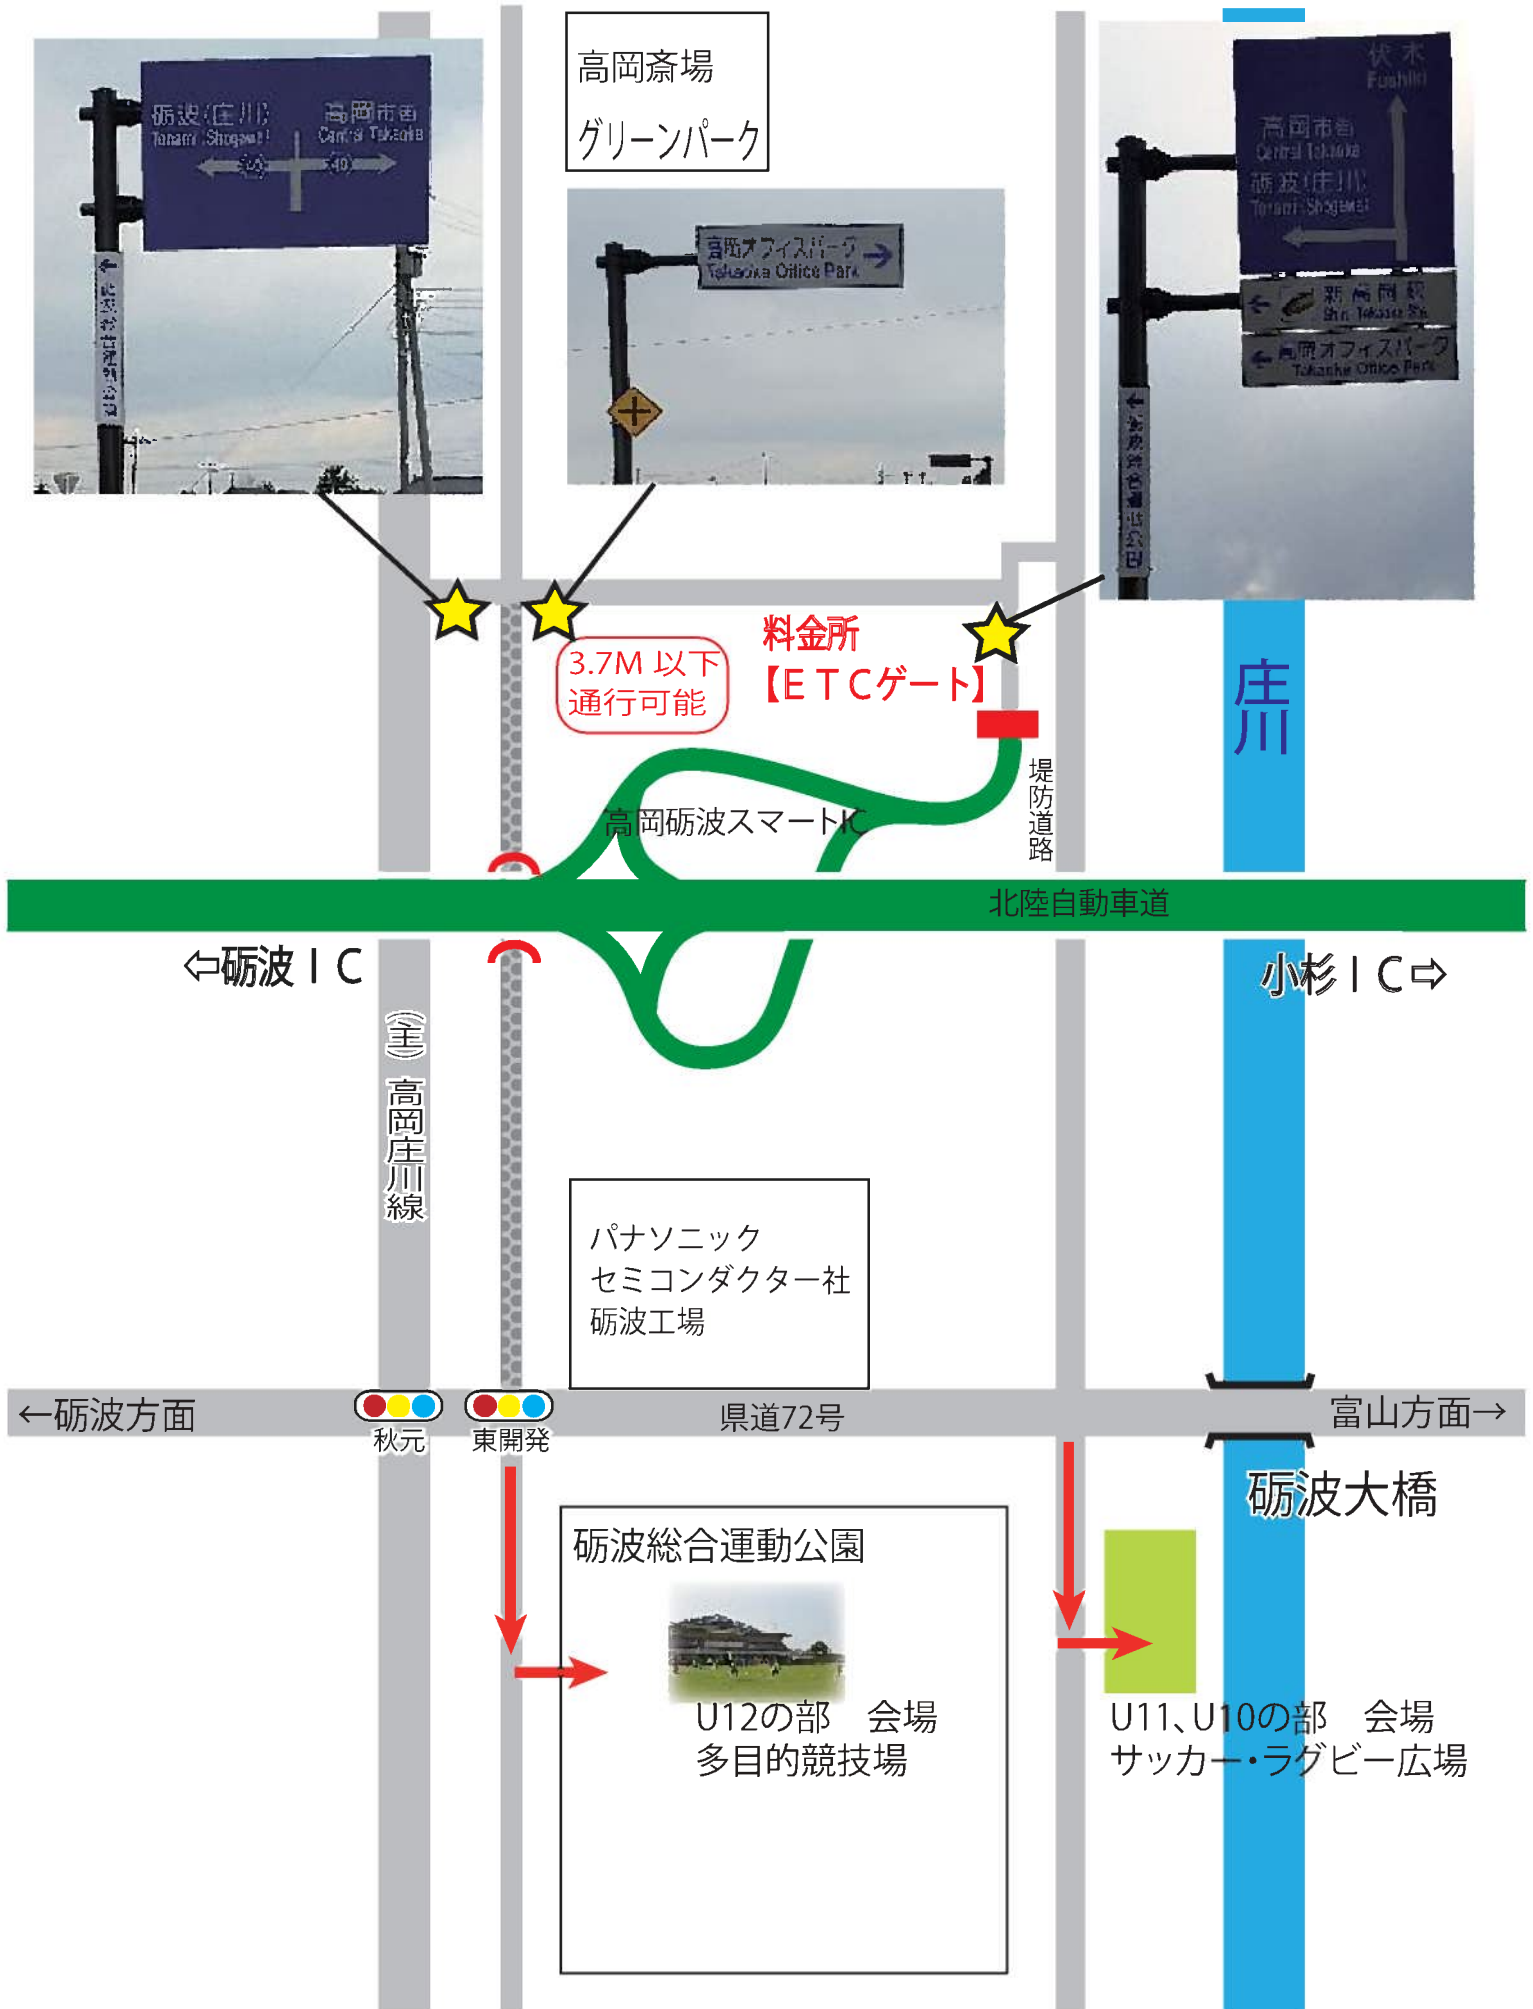 高岡斎場
グリーンパーク
砺波(庄川)
高岡市街
Central Takaoka
高岡オフィスパーク
Takaoka Office Park
伏木
Fushiki
高岡市街
Central Takaoka
砺波(庄川)
新高岡駅
高岡オフィスパーク
Takaoka Office Park
3.7M 以下
通行可能
料金所
【ETCゲート】
庄川
堤防道路
高岡砺波スマートIC
北陸自動車道
⇦砺波IC
小杉IC⇨
(主)高岡庄川線
パナソニック
セミコンダクター社
砺波工場
←砺波方面
県道72号
富山方面→
秋元
東開発
砺波大橋
砺波総合運動公園
U12の部 会場
多目的競技場
U11、U10の部 会場
サッカー・ラグビー広場